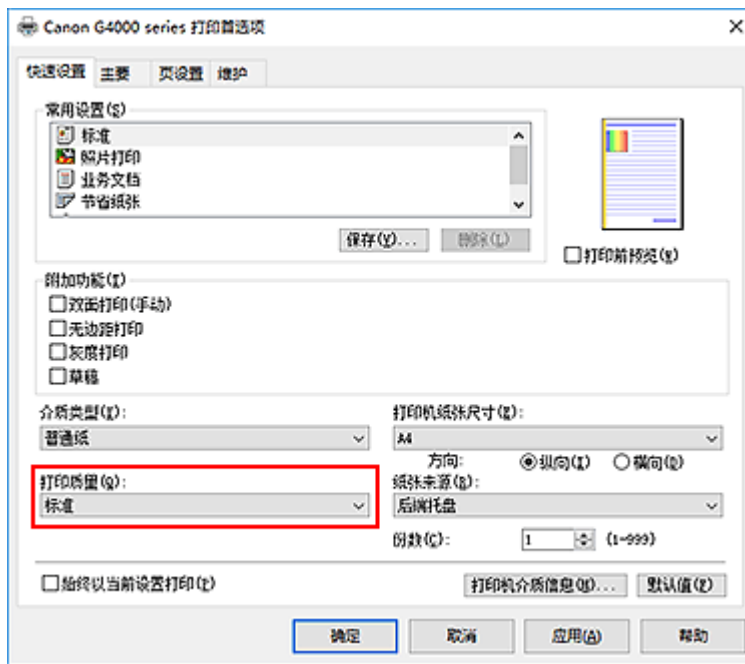 Canon G4000 series 打印首选项
快速设置 主要 页设置 维护
常用设置(S)
标准
照片打印
业务文档
节省纸张
保存(V)... 删除(L)
打印前预览(W)
附加功能(I)
双面打印(手动)
无边距打印
灰度打印
草稿
介质类型(Y): 打印机纸张尺寸(Z):
普通纸 A4
方向: 纵向(I) 横向(D)
打印质量(Q): 纸张来源(B):
标准 后端托盘
份数(C): 1 (1-999)
始终以当前设置打印(P)
打印机介质信息(N)... 默认值(F)
确定 取消 应用(A) 帮助